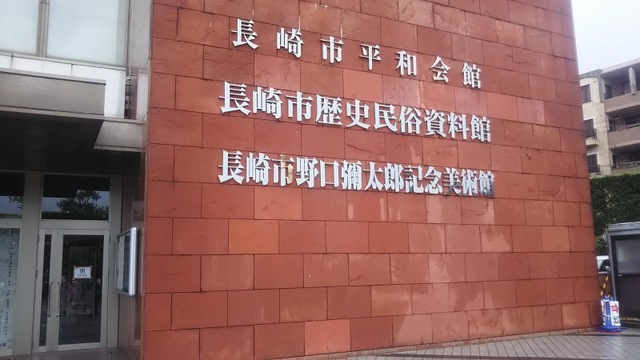 長崎市平和会館
長崎市歴史民俗資料館
長崎市野口彌太郎記念美術館